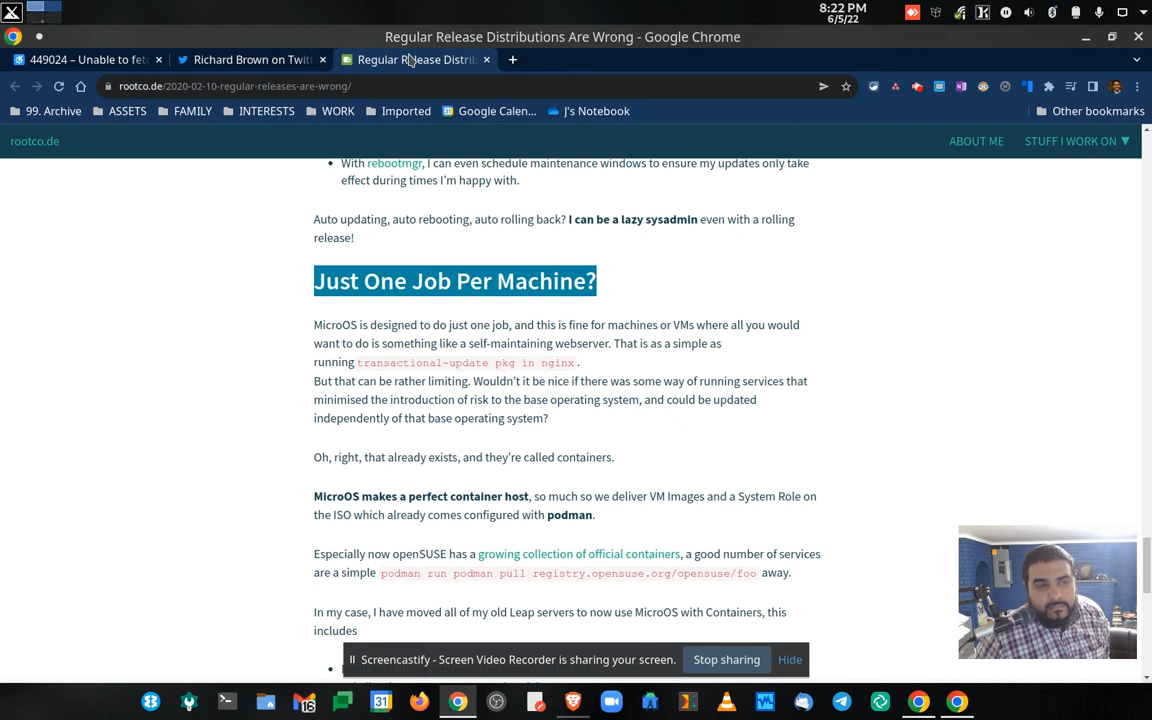 8:22 PM
6/5/22
Regular Release Distributions Are Wrong - Google Chrome
449024 – Unable to fetc
Richard Brown on Twitt
Regular Release Distrib
rootco.de/2020-02-10-regular-releases-are-wrong/
99. Archive
ASSETS
FAMILY
INTERESTS
WORK
Imported
Google Calen...
J's Notebook
Other bookmarks
rootco.de
ABOUT ME
STUFF I WORK ON ▼
• With rebootmgr, I can even schedule maintenance windows to ensure my updates only take
effect during times I'm happy with.
Auto updating, auto rebooting, auto rolling back? I can be a lazy sysadmin even with a rolling
release!
Just One Job Per Machine?
MicroOS is designed to do just one job, and this is fine for machines or VMs where all you would
want to do is something like a self-maintaining webserver. That is as a simple as
running transactional-update pkg in nginx.
But that can be rather limiting. Wouldn't it be nice if there was some way of running services that
minimised the introduction of risk to the base operating system, and could be updated
independently of that base operating system?
Oh, right, that already exists, and they're called containers.
MicroOS makes a perfect container host, so much so we deliver VM Images and a System Role on
the ISO which already comes configured with podman.
Especially now openSUSE has a growing collection of official containers, a good number of services
are a simple podman run podman pull registry.opensuse.org/opensuse/foo away.
In my case, I have moved all of my old Leap servers to now use MicroOS with Containers, this
includes
Screencastify - Screen Video Recorder is sharing your screen.
Stop sharing
Hide
16
31